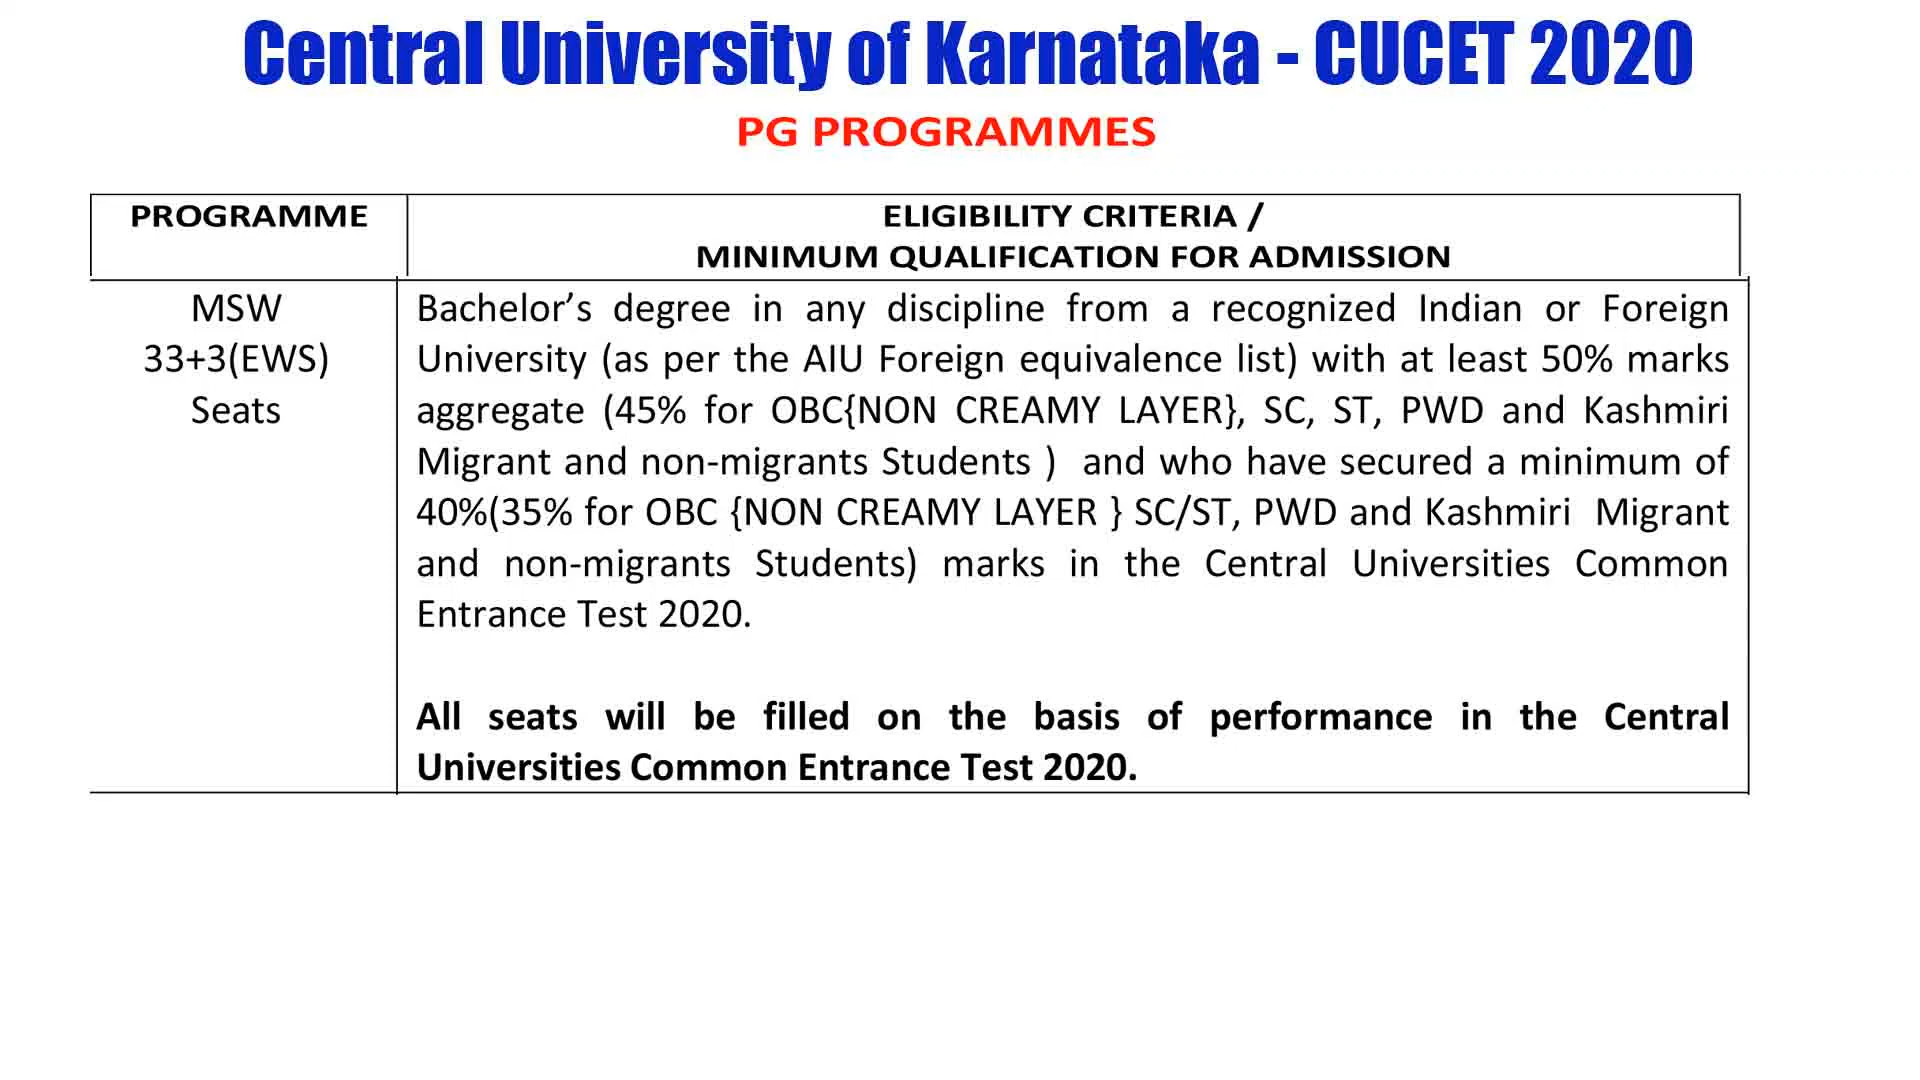 Central University of Karnataka - CUCET 2020
PG PROGRAMMES
PROGRAMME
ELIGIBILITY CRITERIA /
MINIMUM QUALIFICATION FOR ADMISSION
MSW
33+3(EWS)
Seats
Bachelor’s degree in any discipline from a recognized Indian or Foreign
University (as per the AIU Foreign equivalence list) with at least 50% marks
aggregate (45% for OBC{NON CREAMY LAYER}, SC, ST, PWD and Kashmiri
Migrant and non-migrants Students ) and who have secured a minimum of
40%(35% for OBC {NON CREAMY LAYER } SC/ST, PWD and Kashmiri Migrant
and non-migrants Students) marks in the Central Universities Common
Entrance Test 2020.
All seats will be filled on the basis of performance in the Central
Universities Common Entrance Test 2020.